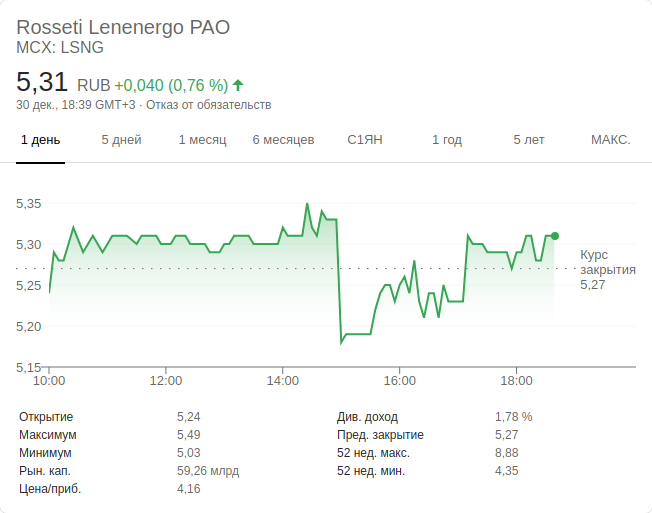 Rosseti Lenenergo PAO
MCX: LSNG
5,31 RUB +0,040 (0,76 %)
30 дек., 18:39 GMT+3 · Отказ от обязательств
1 день 5 дней 1 месяц 6 месяцев С1ЯН 1 год 5 лет МАКС.
5,35
5,30
Курс
закрытия
5,27
5,25
5,20
5,15
10:00 12:00 14:00 16:00 18:00
Открытие 5,24 Див. доход 1,78 %
Максимум 5,49 Пред. закрытие 5,27
Минимум 5,03 52 нед. макс. 8,88
Рын. кап. 59,26 млрд 52 нед. мин. 4,35
Цена/приб. 4,16